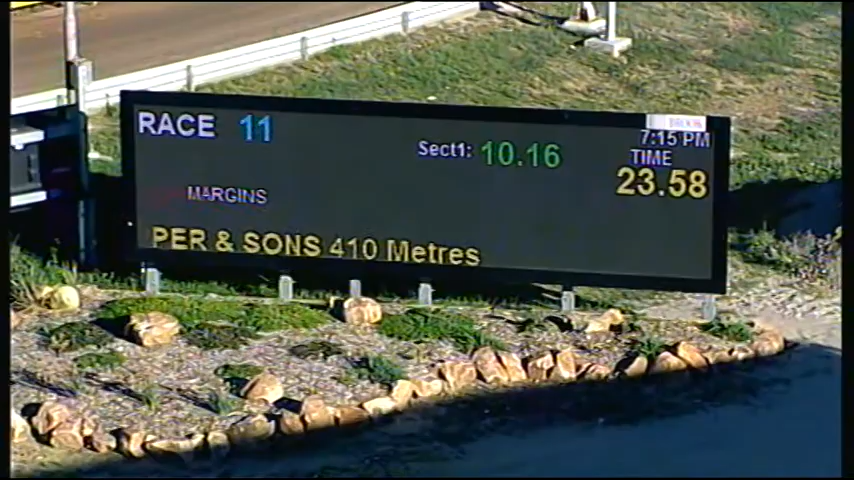 RACE 11
7:15 PM
Sect1: 10.16
TIME
23.58
MARGINS
PER & SONS 410 Metres